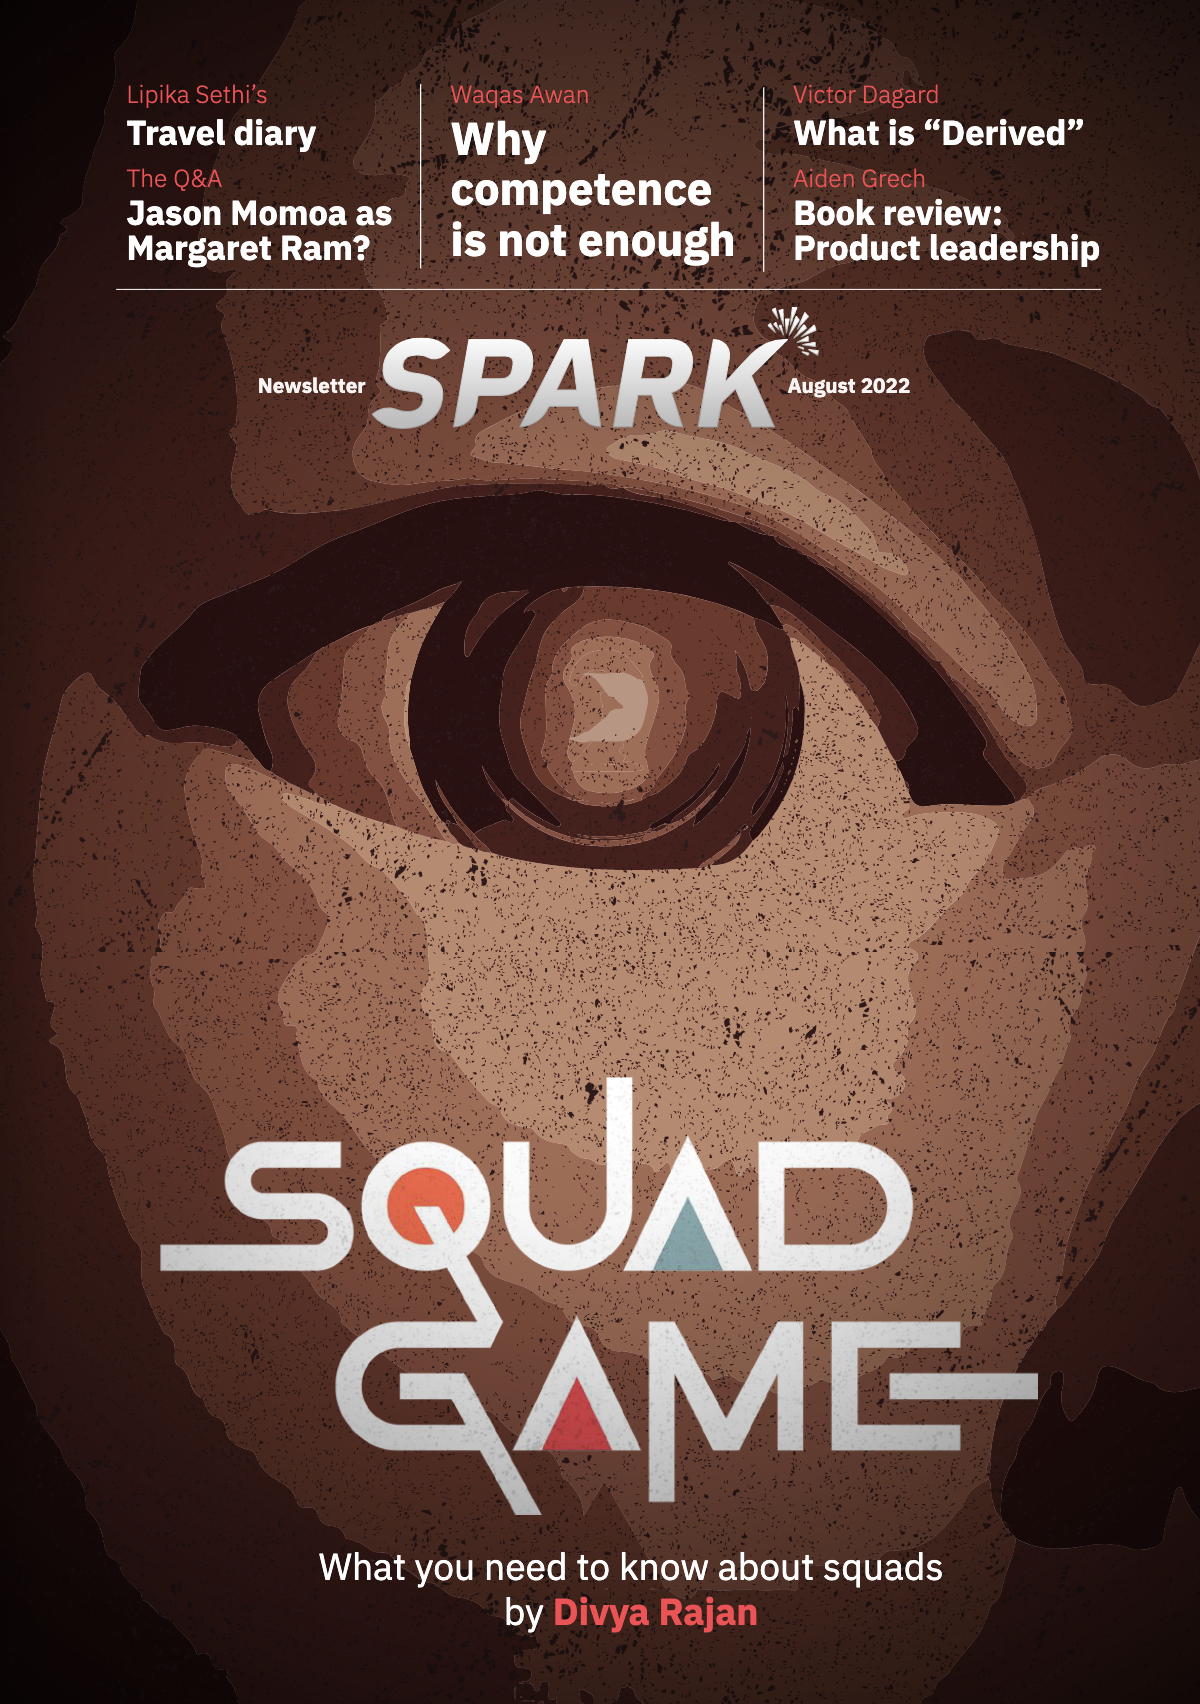 Lipika Sethi’s
Travel diary
The Q&A
Jason Momoa as
Margaret Ram?
Waqas Awan
Why
competence
is not enough
Victor Dagard
What is “Derived”
Aiden Grech
Book review:
Product leadership
Newsletter
SPARK
August 2022
SQUAD
GAME
What you need to know about squads
by Divya Rajan